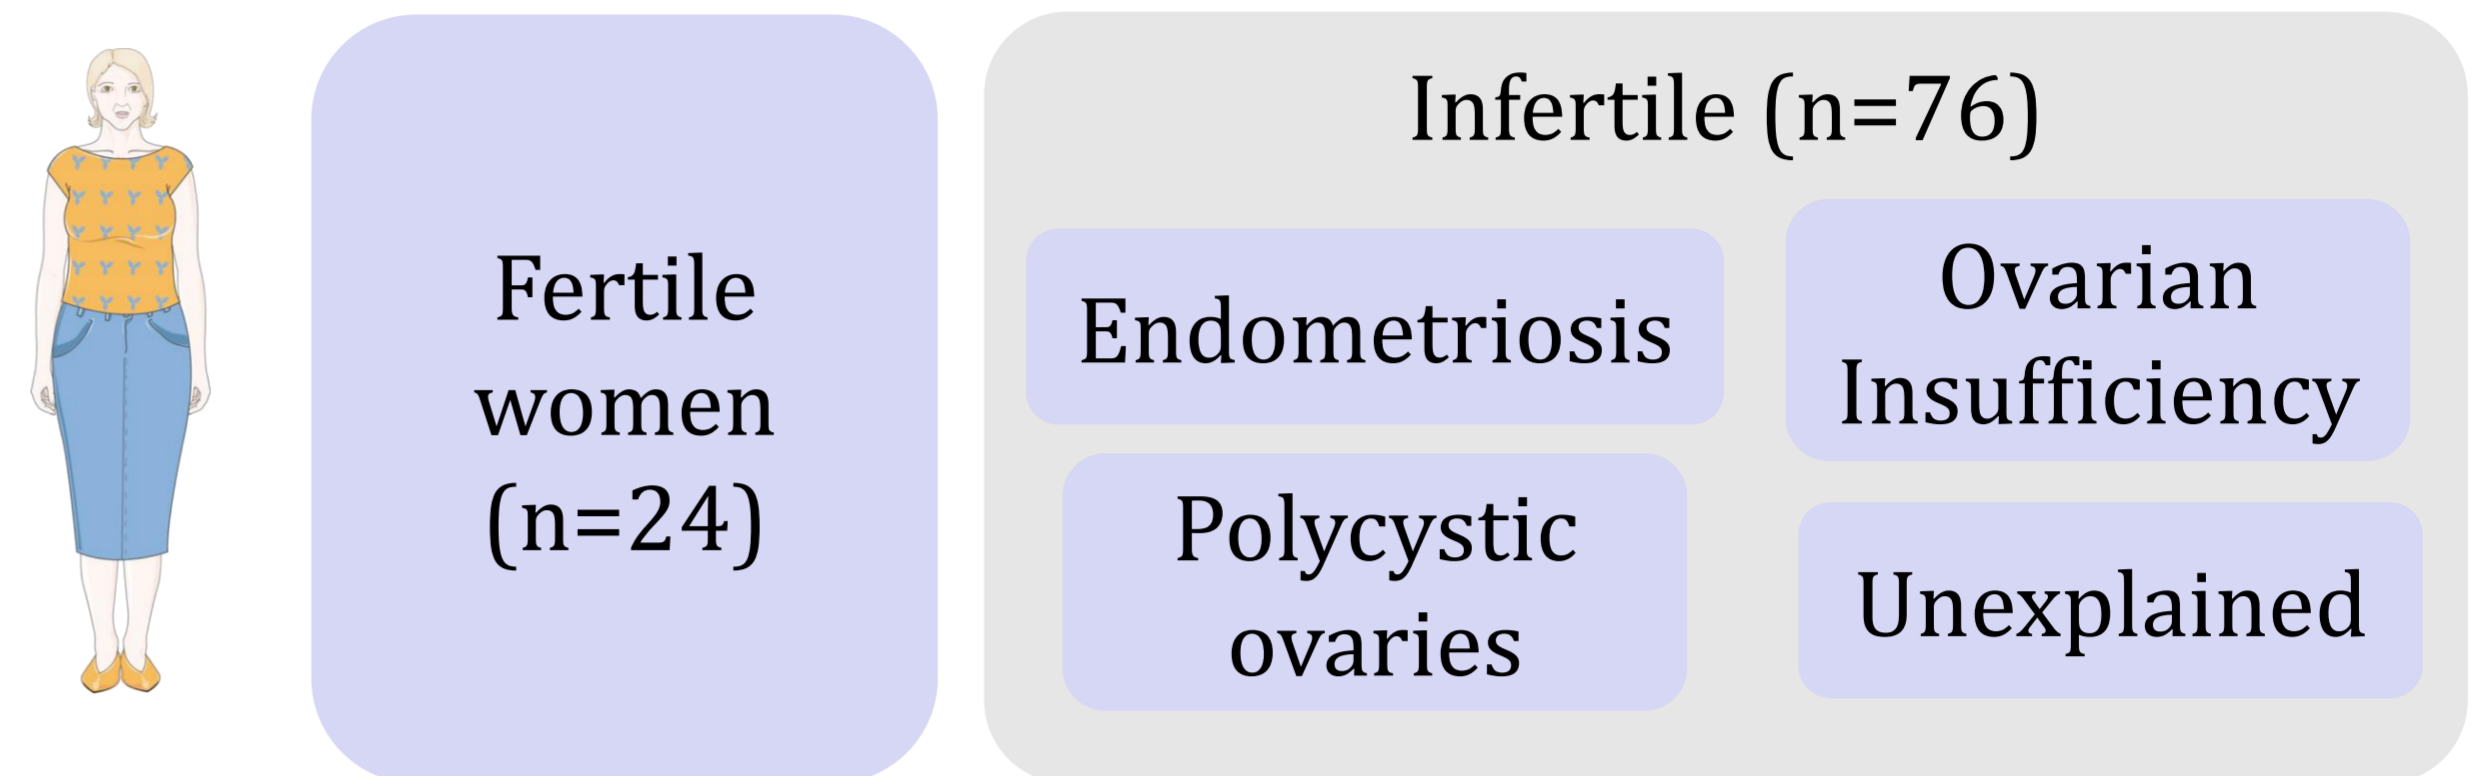 Fertile
women
(n=24)
Infertile (n=76)
Endometriosis
Ovarian
Insufficiency
Polycystic
ovaries
Unexplained